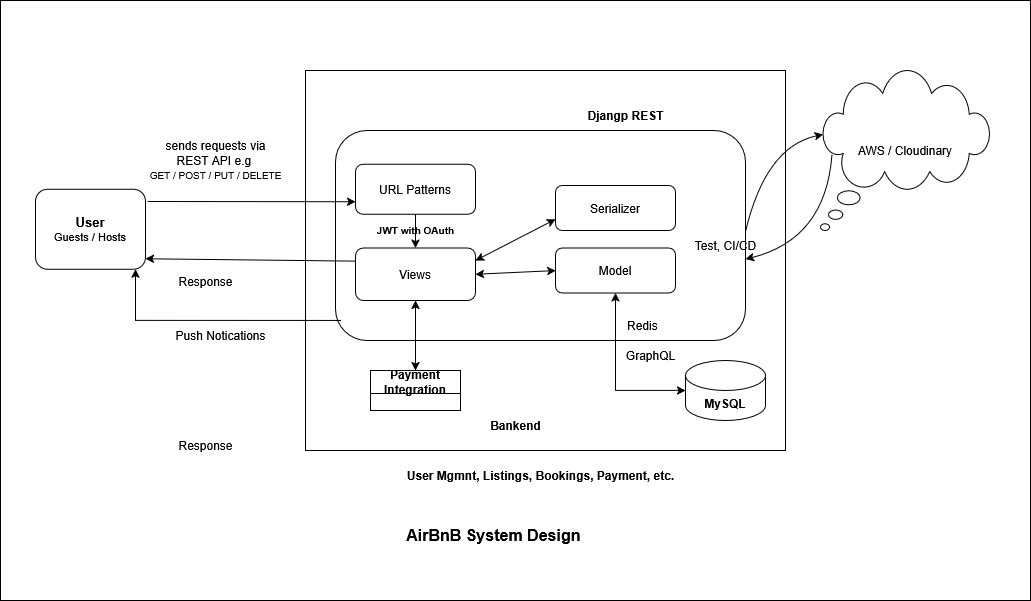 Djangp REST
sends requests via
REST API e.g
GET / POST / PUT / DELETE
AWS / Cloudinary
URL Patterns
Serializer
User
Guests / Hosts
JWT with OAuth
Test, CI/CD
Views
Model
Response
Redis
Push Notications
GraphQL
Payment
Integration
MySQL
Bankend
Response
User Mgmnt, Listings, Bookings, Payment, etc.
AirBnB System Design